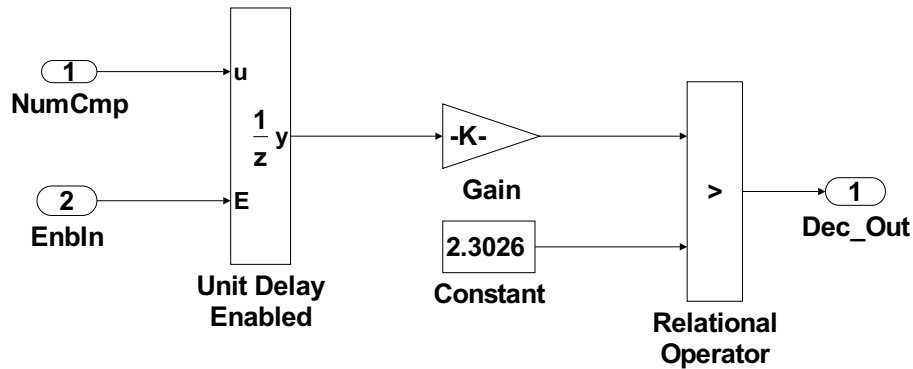 1
NumCmp
2
EnbIn
u
E
1
z
y
Unit Delay
Enabled
-K-
Gain
2.3026
Constant
>
Relational
Operator
1
Dec_Out